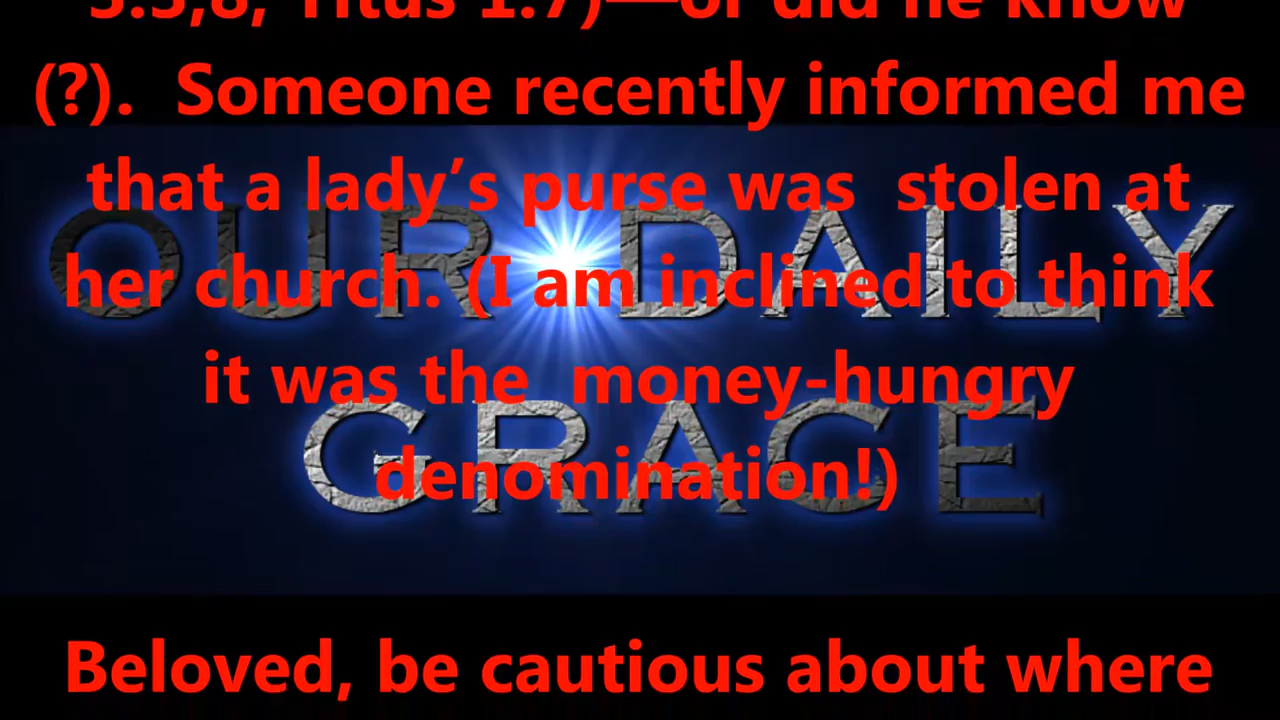 3:3,8; Titus 1:7)—or did he know
(?).  Someone recently informed me
that a lady’s purse was  stolen at
her church. (I am inclined to think
it was the  money-hungry
denomination!)
Beloved, be cautious about where
OUR DAILY
GRACE